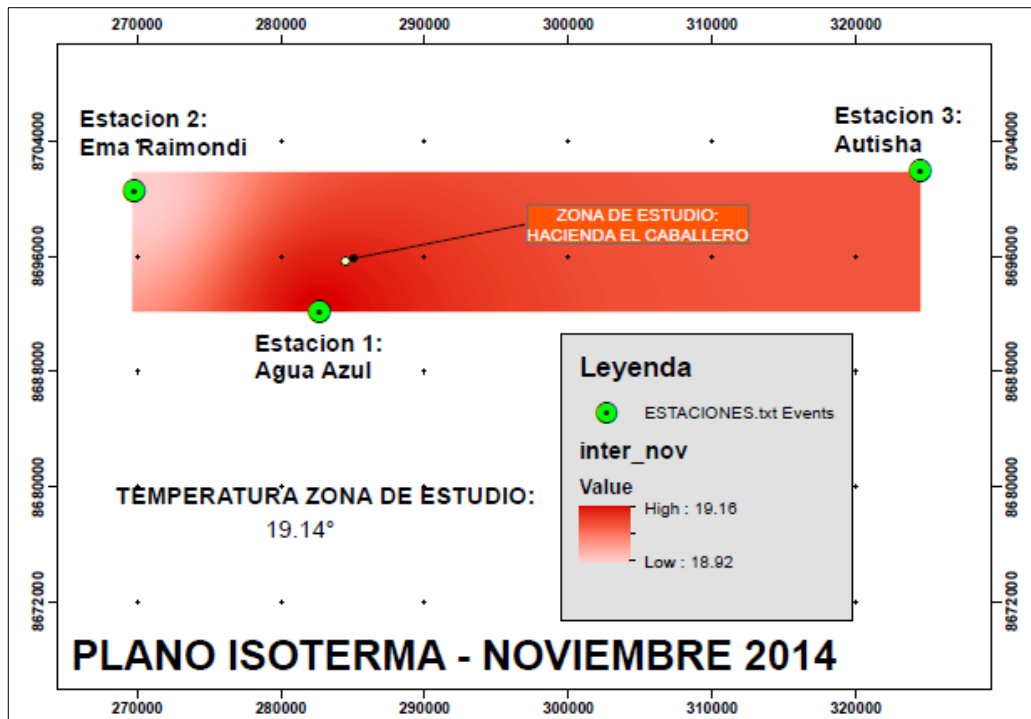 270000 280000 290000 300000 310000 320000
Estacion 2:
Ema Raimondi
Estacion 3:
Autisha
8704000 8704000
ZONA DE ESTUDIO:
HACIENDA EL CABALLERO
8696000 8696000
Estacion 1:
Agua Azul
8688000 8688000
Leyenda
ESTACIONES.txt Events
inter_nov
Value
High : 19.16
Low : 18.92
8680000 8680000
TEMPERATURA ZONA DE ESTUDIO:
19.14°
8672000 8672000
PLANO ISOTERMA - NOVIEMBRE 2014
270000 280000 290000 300000 310000 320000